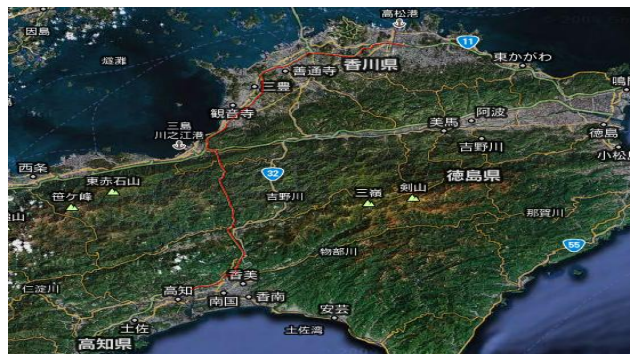 因島
高松港
11
燧灘
善通寺
香川県
東かがわ
三豊
鳴
観音寺
阿波
三島
川之江港
美馬
徳島
吉野川
小松島
西条
32
東赤石山
笹ヶ峰
吉野川
三嶺
剣山
徳島県
那賀川
物部川
55
仁淀川
香美
高知
南国
香南
安芸
土佐
土佐湾
高知県